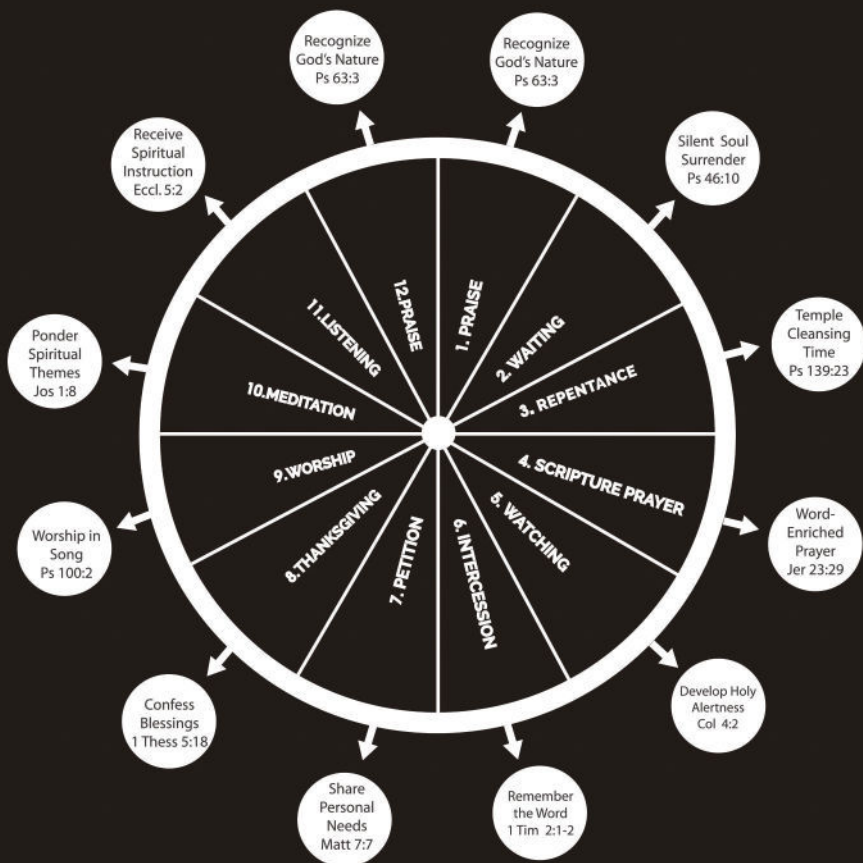 Recognize
God's Nature
Ps 63:3
Recognize
God's Nature
Ps 63:3
Silent Soul
Surrender
Ps 46:10
Temple
Cleansing
Time
Ps 139:23
Word-
Enriched
Prayer
Jer 23:29
Develop Holy
Alertness
Col 4:2
Remember
the Word
1 Tim 2:1-2
Share
Personal
Needs
Matt 7:7
Confess
Blessings
1 Thess 5:18
Worship in
Song
Ps 100:2
Ponder
Spiritual
Themes
Jos 1:8
Receive
Spiritual
Instruction
Eccl. 5:2
1. PRAISE
2. WAITING
3. REPENTANCE
4. SCRIPTURE PRAYER
5. WATCHING
6. INTERCESSION
7. PETITION
8.THANKSGIVING
9.WORSHIP
10.MEDITATION
11.LISTENING
12.PRAISE